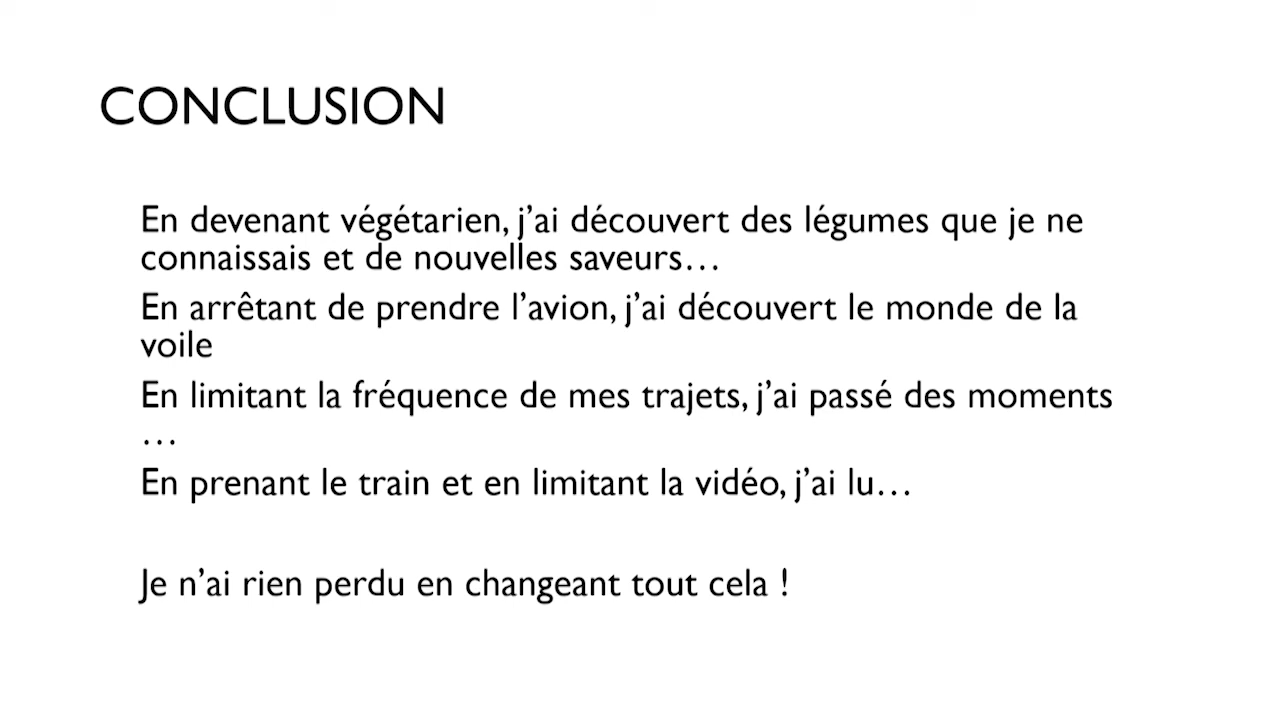 CONCLUSION
En devenant végétarien, j’ai découvert des légumes que je ne
connaissais et de nouvelles saveurs…
En arrêtant de prendre l’avion, j’ai découvert le monde de la
voile
En limitant la fréquence de mes trajets, j’ai passé des moments
…
En prenant le train et en limitant la vidéo, j’ai lu…
Je n’ai rien perdu en changeant tout cela !